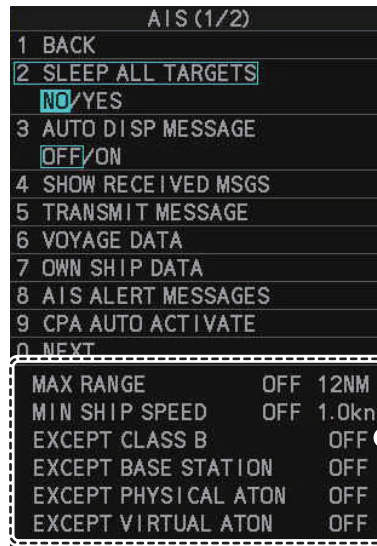 AIS (1/2)
1 BACK
2 SLEEP ALL TARGETS
NO/YES
3 AUTO DISP MESSAGE
OFF/ON
4 SHOW RECEIVED MSGS
5 TRANSMIT MESSAGE
6 VOYAGE DATA
7 OWN SHIP DATA
8 AIS ALERT MESSAGES
9 CPA AUTO ACTIVATE
0 NEXT
MAX RANGE OFF 12NM
MIN SHIP SPEED OFF 1.0kn
EXCEPT CLASS B OFF
EXCEPT BASE STATION OFF
EXCEPT PHYSICAL ATON OFF
EXCEPT VIRTUAL ATON OFF